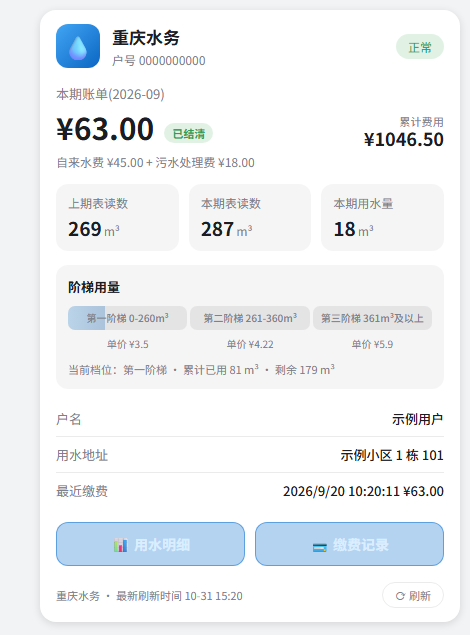 重庆水务
户号 0000000000
正常
本期账单(2026-09)
¥63.00 已结清
累计费用
¥1046.50
自来水费 ¥45.00 + 污水处理费 ¥18.00
上期表读数 本期表读数 本期用水量
269 m³ 287 m³ 18 m³
阶梯用量
第一阶梯 0-260m³ 第二阶梯 261-360m³ 第三阶梯 361m³及以上
单价 ¥3.5 单价 ¥4.22 单价 ¥5.9
当前档位：第一阶梯 · 累计已用 81 m³ · 剩余 179 m³
户名 示例用户
用水地址 示例小区 1 栋 101
最近缴费 2026/9/20 10:20:11 ¥63.00
用水明细 缴费记录
重庆水务 · 最新刷新时间 10-31 15:20 刷新